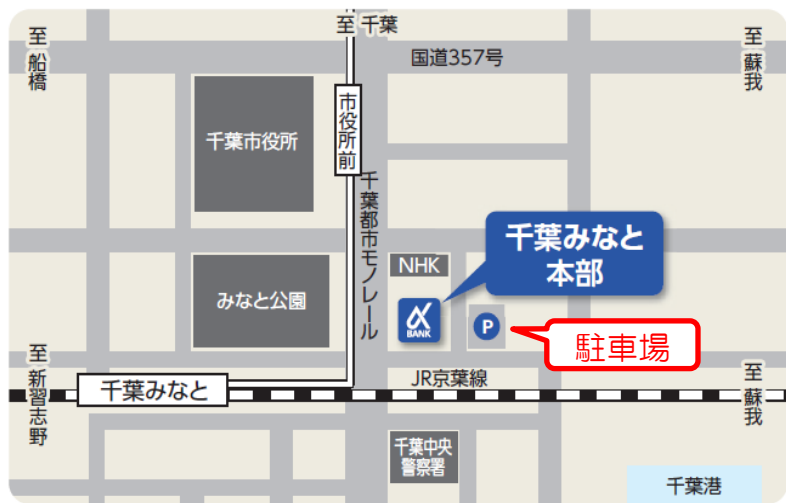 至船橋
至 千葉
国道357号
至蘇我
市役所前
千葉市役所
千葉都市モノレール
千葉みなと
本部
NHK
みなと公園
BANK
P
駐車場
至新習志野
千葉みなと
JR京葉線
至蘇我
千葉中央
警察署
千葉港